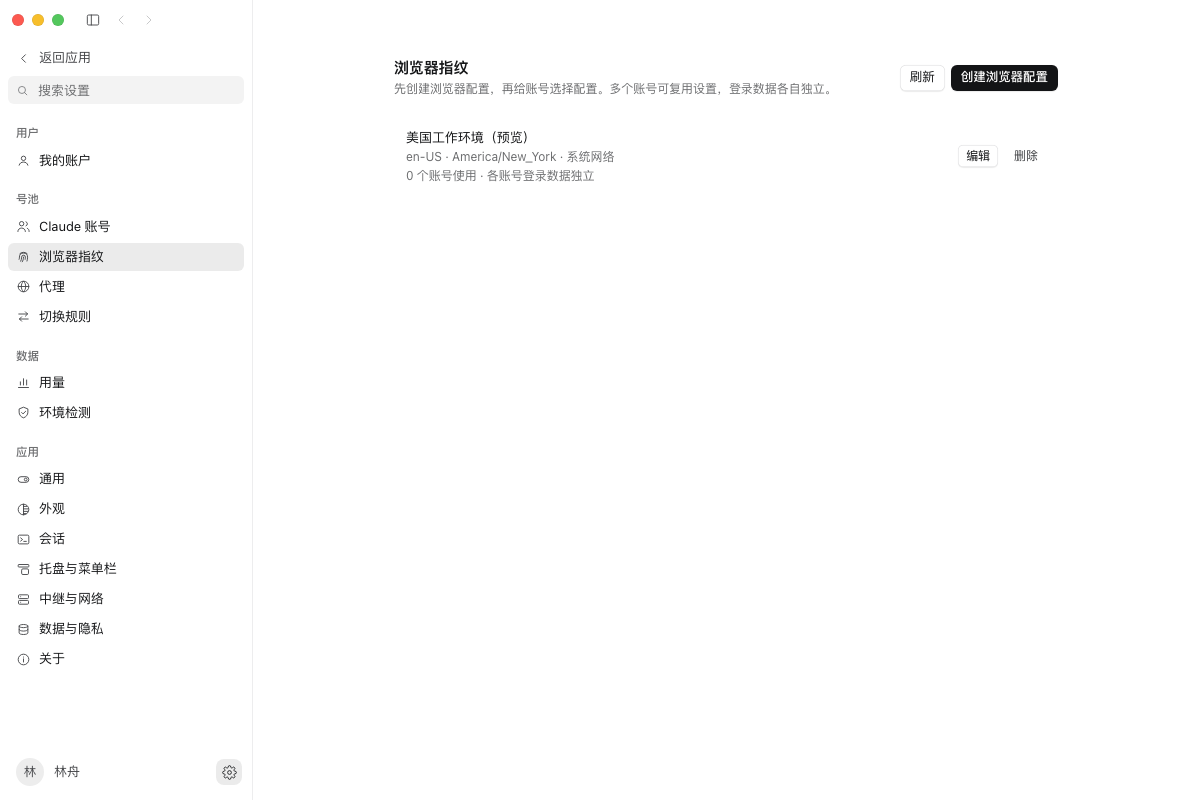 返回应用
搜索设置
用户
我的账户
号池
Claude 账号
浏览器指纹
代理
切换规则
数据
用量
环境检测
应用
通用
外观
会话
托盘与菜单栏
中继与网络
数据与隐私
关于
林 林舟
浏览器指纹
先创建浏览器配置，再给账号选择配置。多个账号可复用设置，登录数据各自独立。
刷新 创建浏览器配置
美国工作环境（预览）
en-US · America/New_York · 系统网络
0 个账号使用 · 各账号登录数据独立
编辑 删除